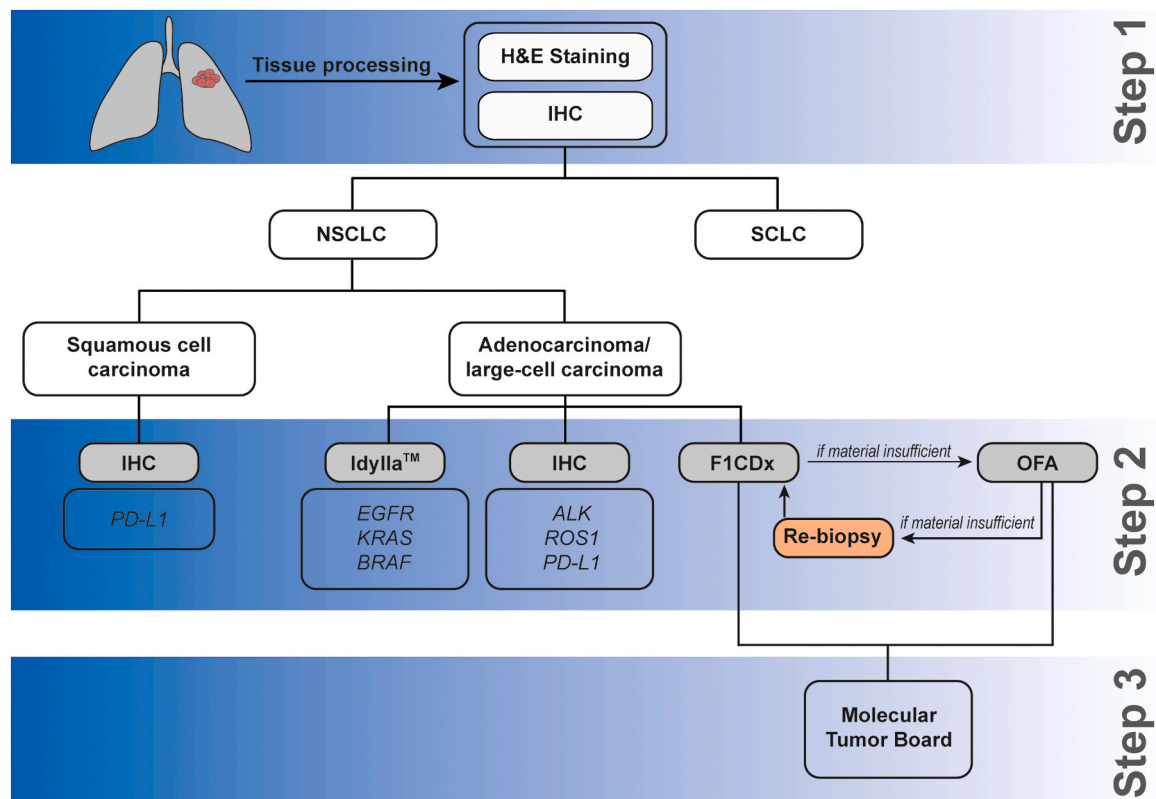 Step 1
Tissue processing
H&E Staining
IHC
NSCLC
SCLC
Squamous cell
carcinoma
Adenocarcinoma/
large-cell carcinoma
Step 2
IHC
PD-L1
Idylla™
EGFR
KRAS
BRAF
IHC
ALK
ROS1
PD-L1
F1CDx
if material insufficient
OFA
if material insufficient
Re-biopsy
Step 3
Molecular
Tumor Board